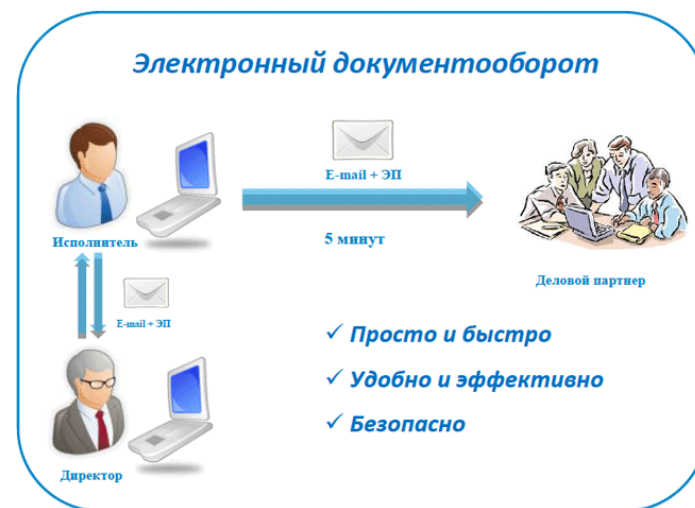 Электронный документооборот
E-mail + ЭП
Исполнитель
5 минут
Деловой партнер
E-mail + ЭП
✓ Просто и быстро
✓ Удобно и эффективно
✓ Безопасно
Директор